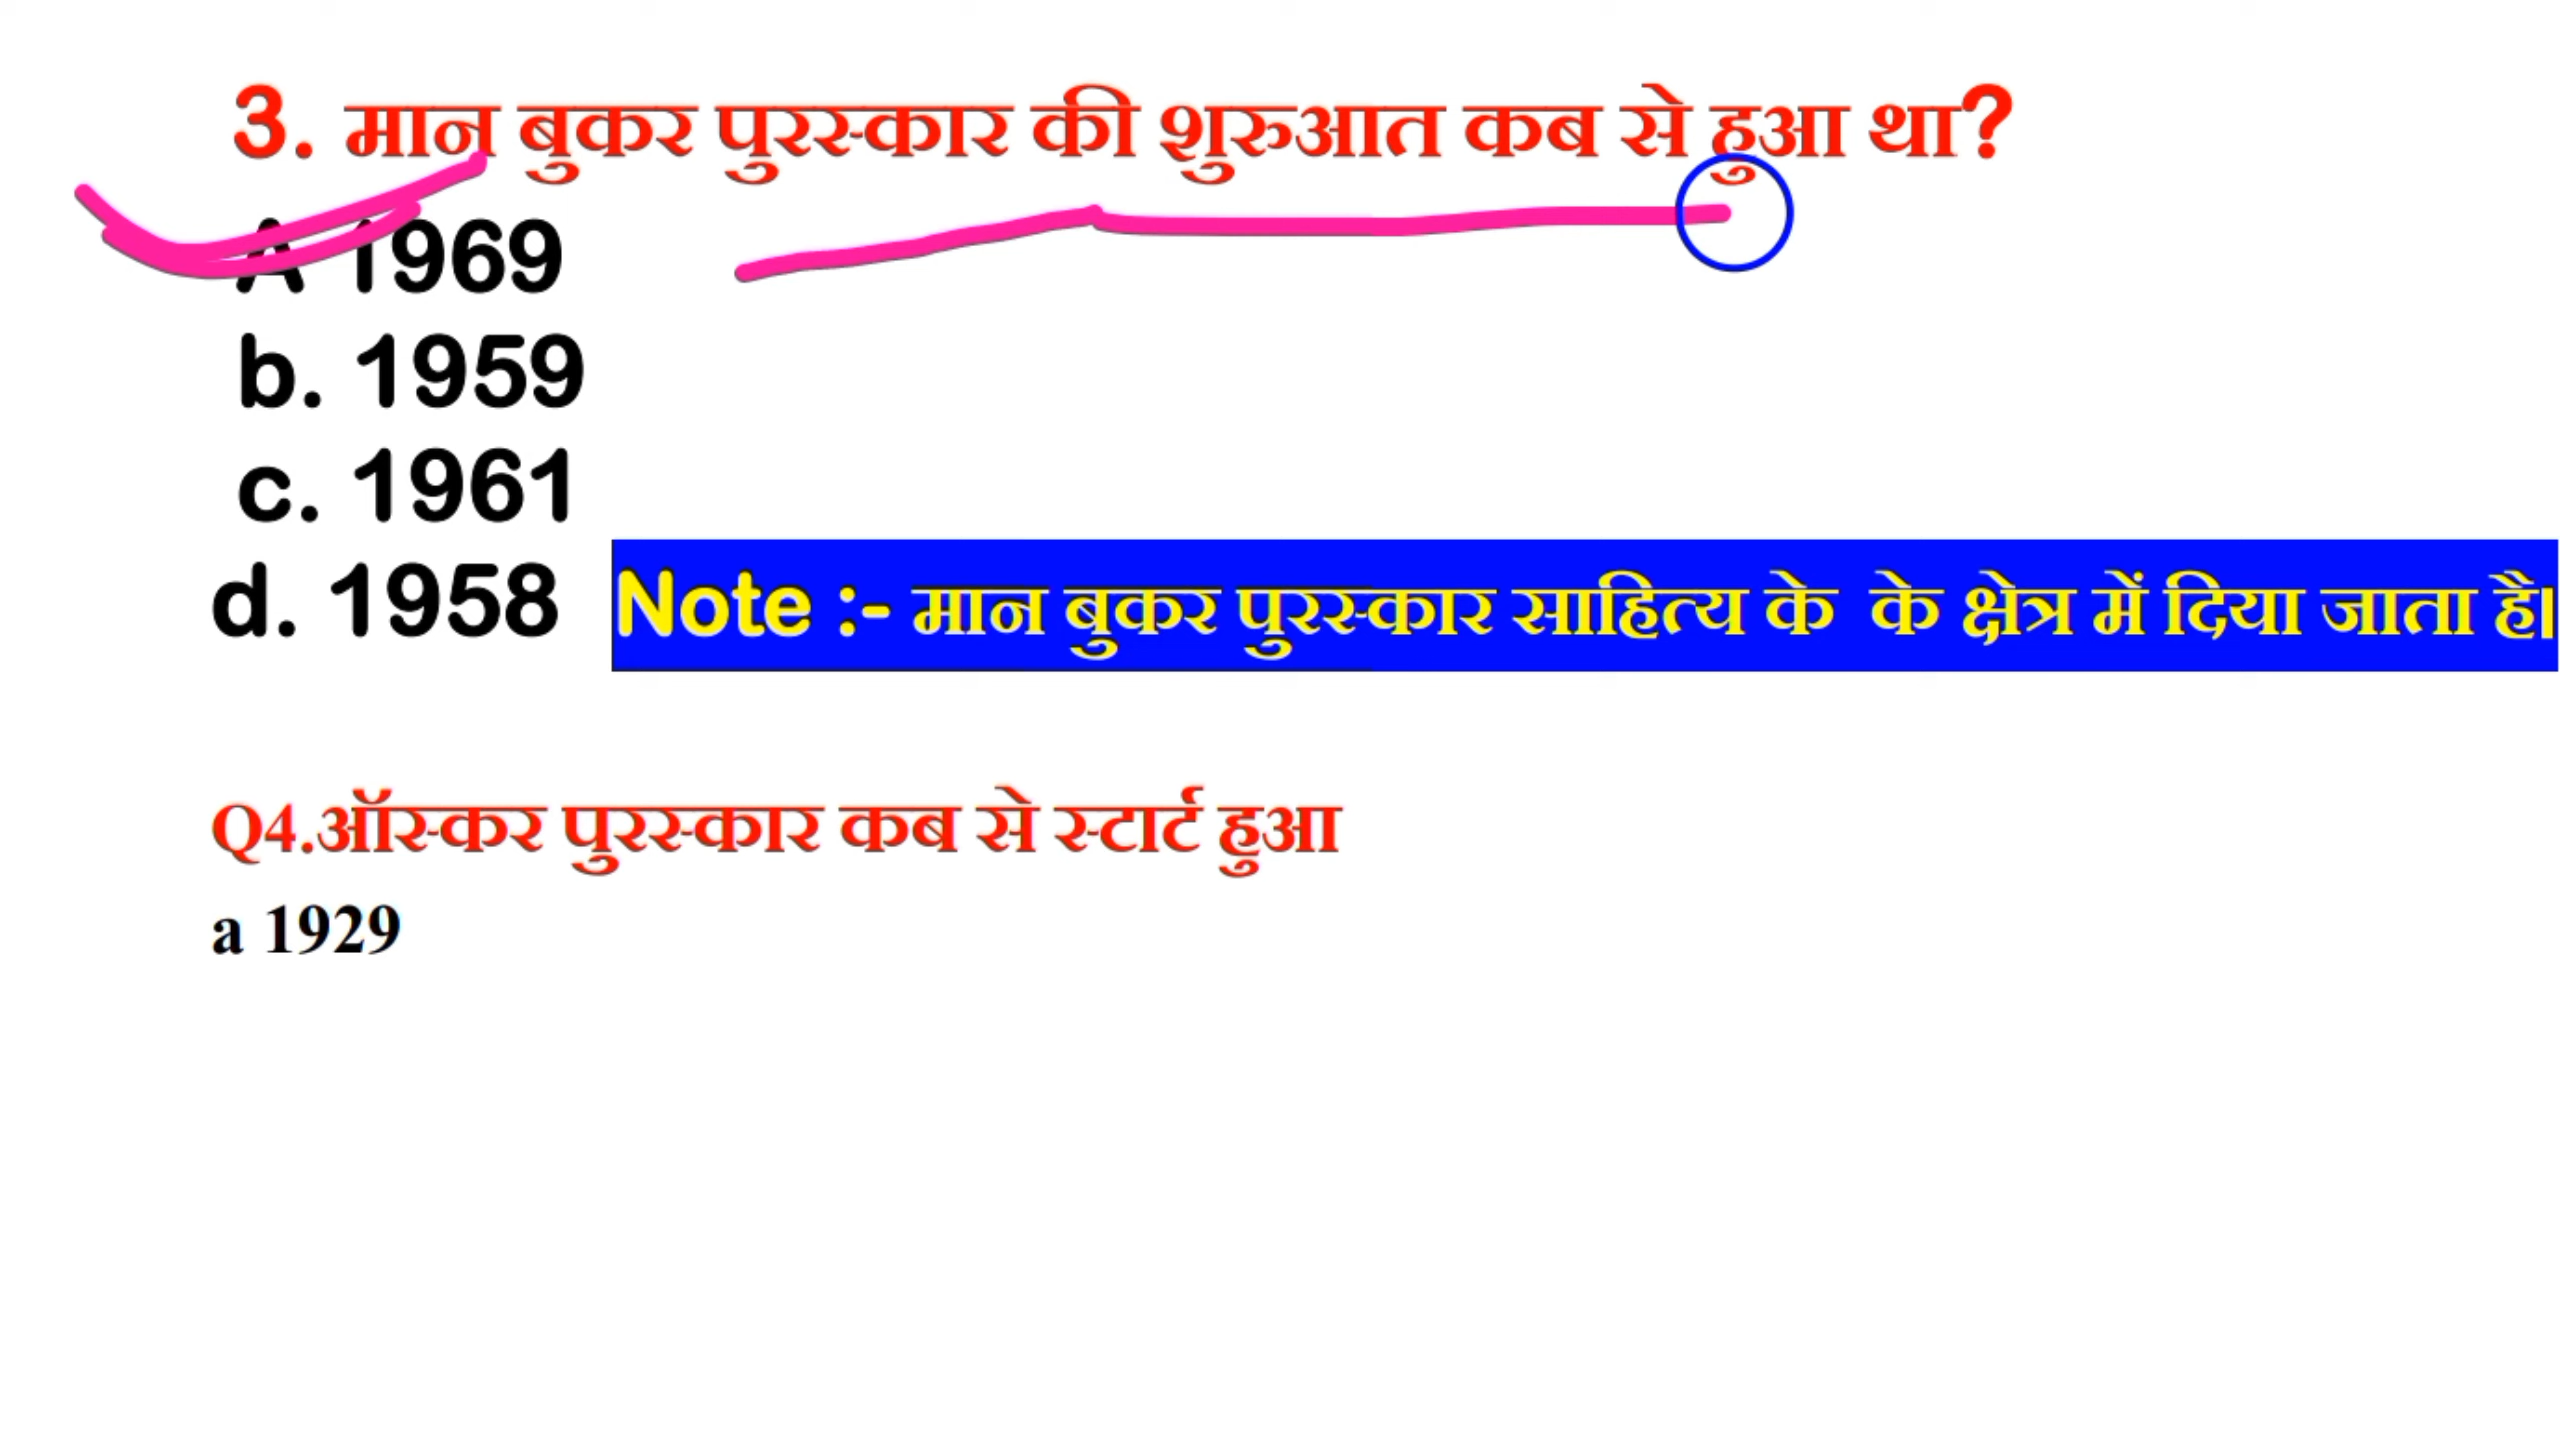 3. मान बुकर पुरस्कार की शुरुआत कब से हुआ था?
A 1969
b. 1959
c. 1961
d. 1958 Note :- मान बुकर पुरस्कार साहित्य के के क्षेत्र में दिया जाता है।
Q4.ऑस्कर पुरस्कार कब से स्टार्ट हुआ
a 1929